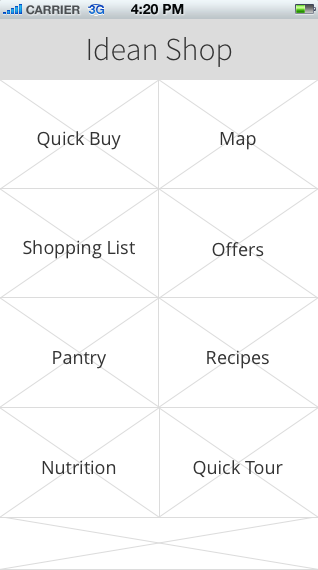 CARRIER 3G 4:20 PM
Idean Shop
Quick Buy Map
Shopping List Offers
Pantry Recipes
Nutrition Quick Tour